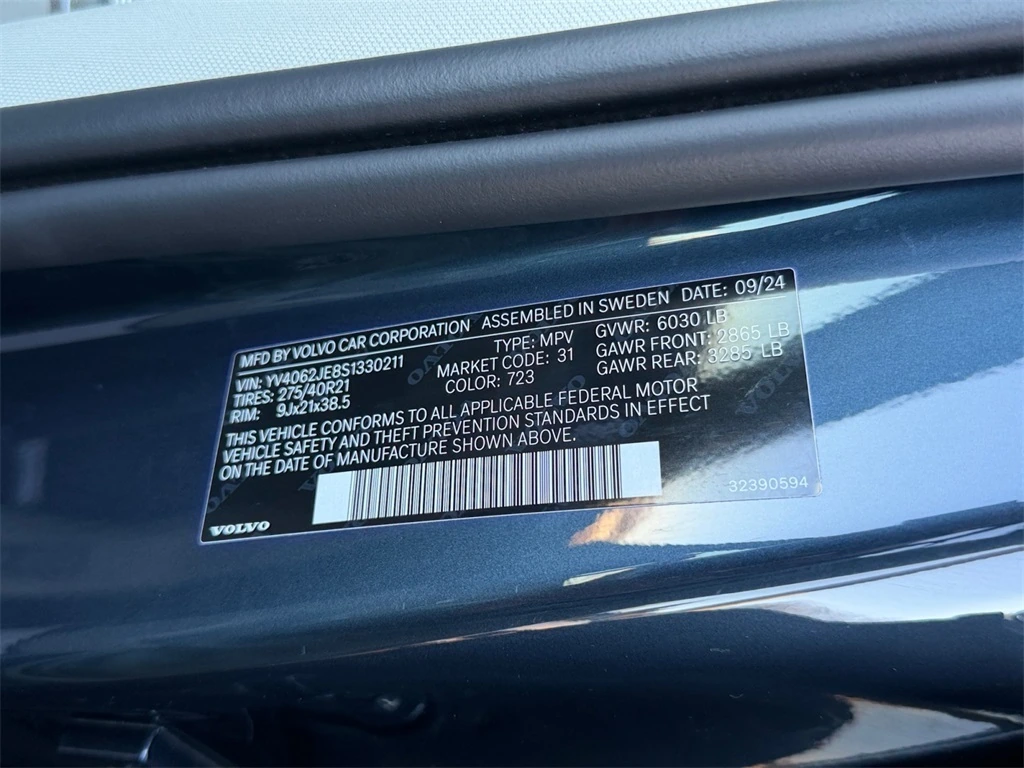 MFD BY VOLVO CAR CORPORATION ASSEMBLED IN SWEDEN DATE: 09/24
VIN: YV4062JE8S1330211 TYPE: MPV GVWR: 6030 LB
TIRES: 275/40R21 MARKET CODE: 31 GAWR FRONT: 2865 LB
RIM: 9Jx21x38.5 COLOR: 723 GAWR REAR: 3285 LB
THIS VEHICLE CONFORMS TO ALL APPLICABLE FEDERAL MOTOR
VEHICLE SAFETY AND THEFT PREVENTION STANDARDS IN EFFECT
ON THE DATE OF MANUFACTURE SHOWN ABOVE.
VOLVO 32390594